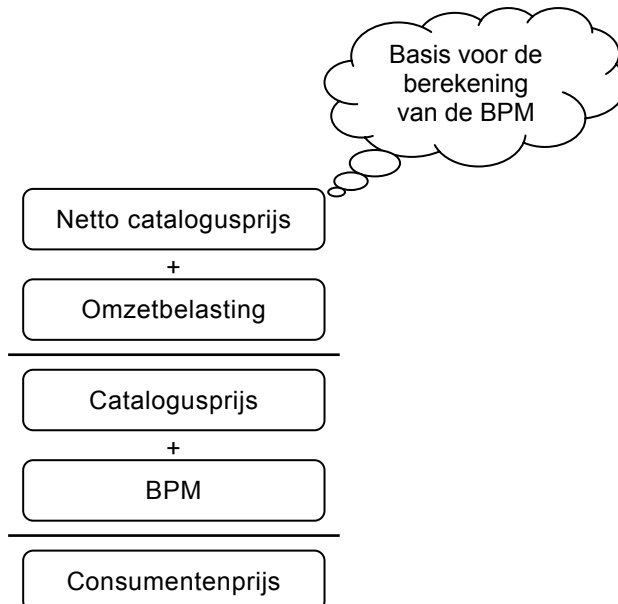 Basis voor de
berekening
van de BPM
Netto catalogusprijs
+
Omzetbelasting
Catalogusprijs
+
BPM
Consumentenprijs